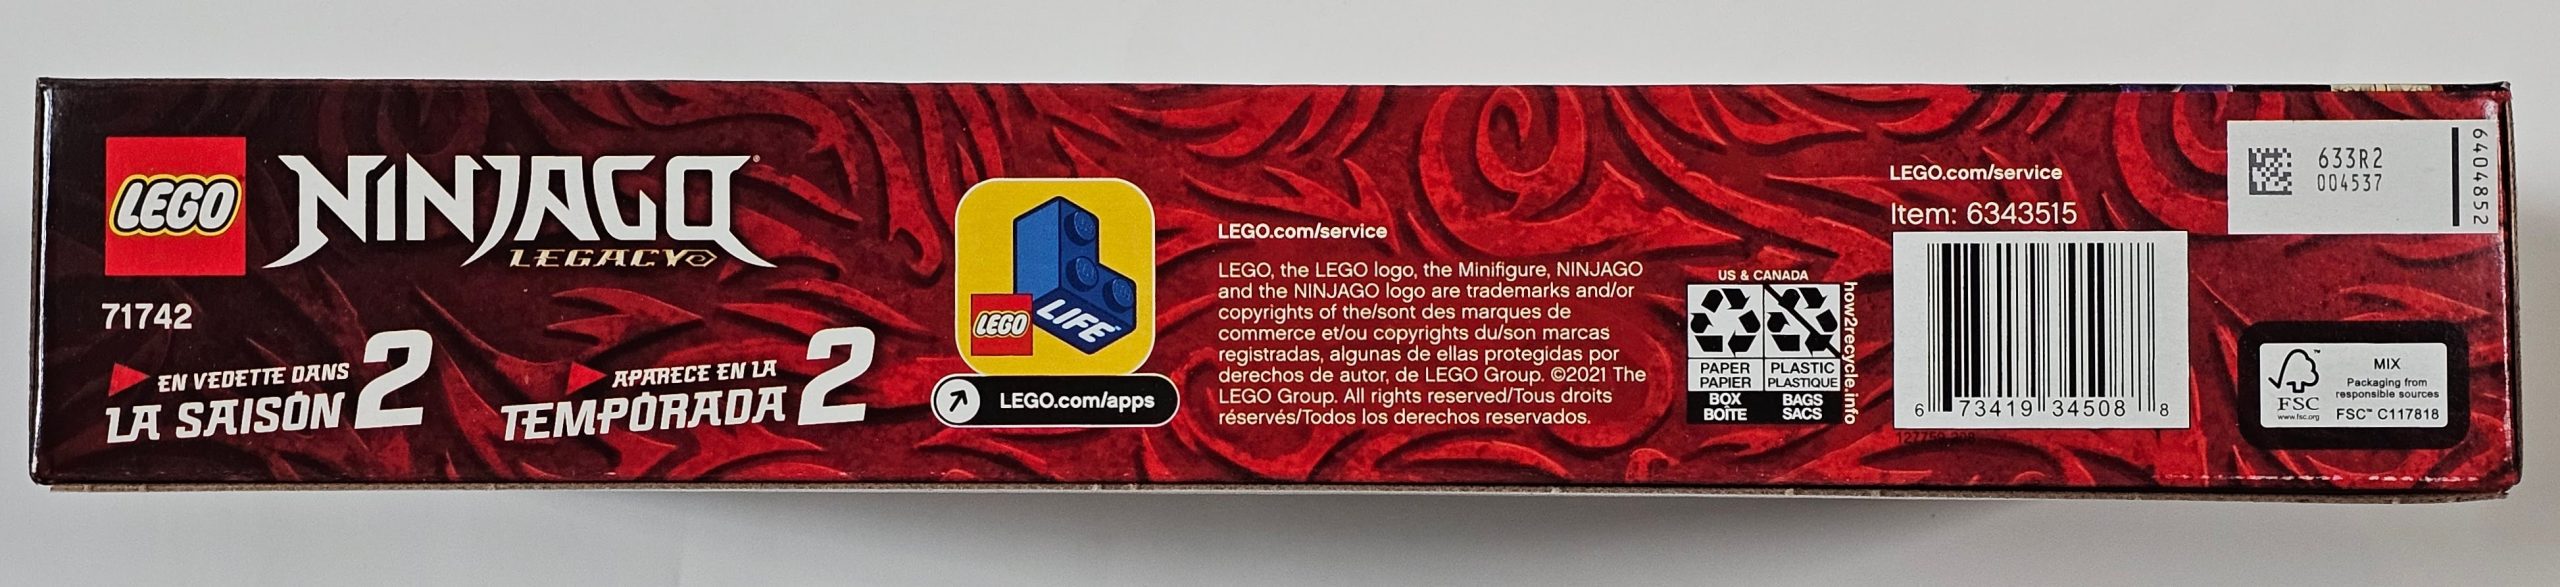 LEGO
NINJAGO
LEGACY
71742
EN VEDETTE DANS
LA SAISON 2
APARECE EN LA
TEMPORADA 2
LEGO
LIFE™
LEGO.com/apps
LEGO.com/service
LEGO, the LEGO logo, the Minifigure, NINJAGO
and the NINJAGO logo are trademarks and/or
copyrights of the/sont des marques de
commerce et/ou copyrights du/son marcas
registradas, algunas de ellas protegidas por
derechos de autor, de LEGO Group. ©2021 The
LEGO Group. All rights reserved/Tous droits
réservés/Todos los derechos reservados.
US & CANADA
PAPER
PAPIER
BOX
BOÎTE
PLASTIC
PLASTIQUE
BAGS
SACS
how2recycle.info
LEGO.com/service
Item: 6343515
6 73419 34508 8
633R2
004537
6404852
FSC
www.fsc.org
MIX
Packaging from
responsible sources
FSC™ C117818